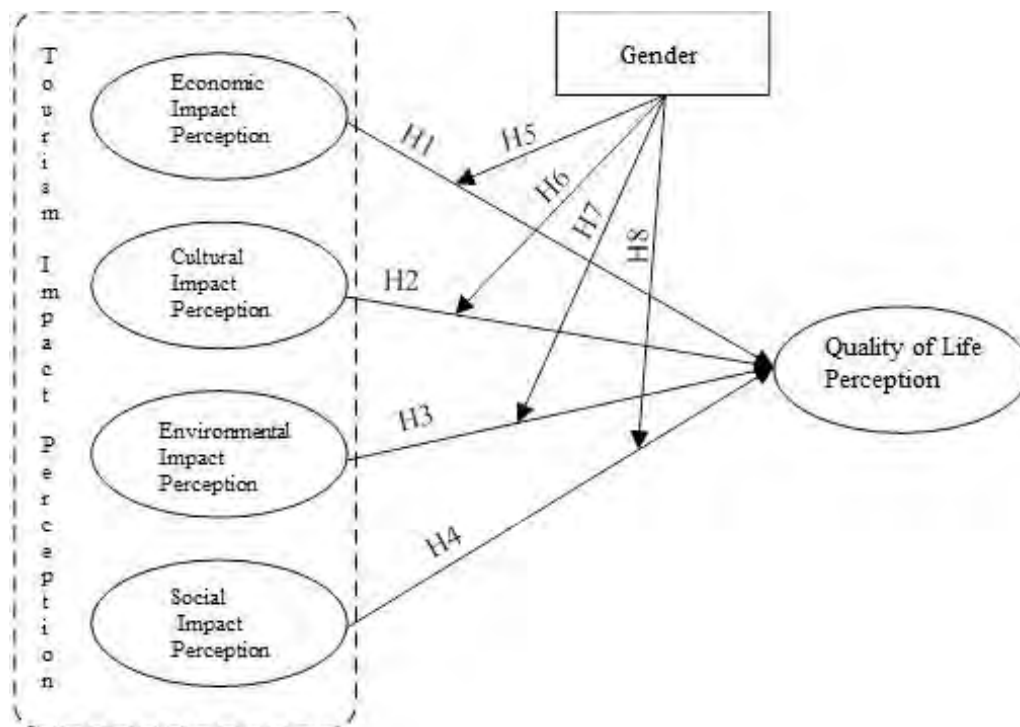 Tourism Impact perception
Economic
Impact
Perception
Cultural
Impact
Perception
Environmental
Impact
Perception
Social
Impact
Perception
Gender
H1
H5
H6
H7
H8
H2
H3
H4
Quality of Life
Perception